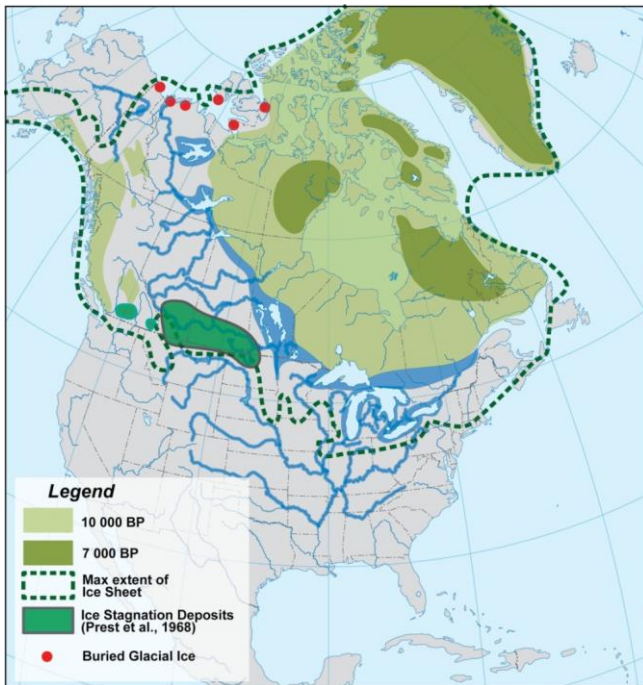 Legend
10 000 BP
7 000 BP
Max extent of
Ice Sheet
Ice Stagnation Deposits
(Prest et al., 1968)
Buried Glacial Ice